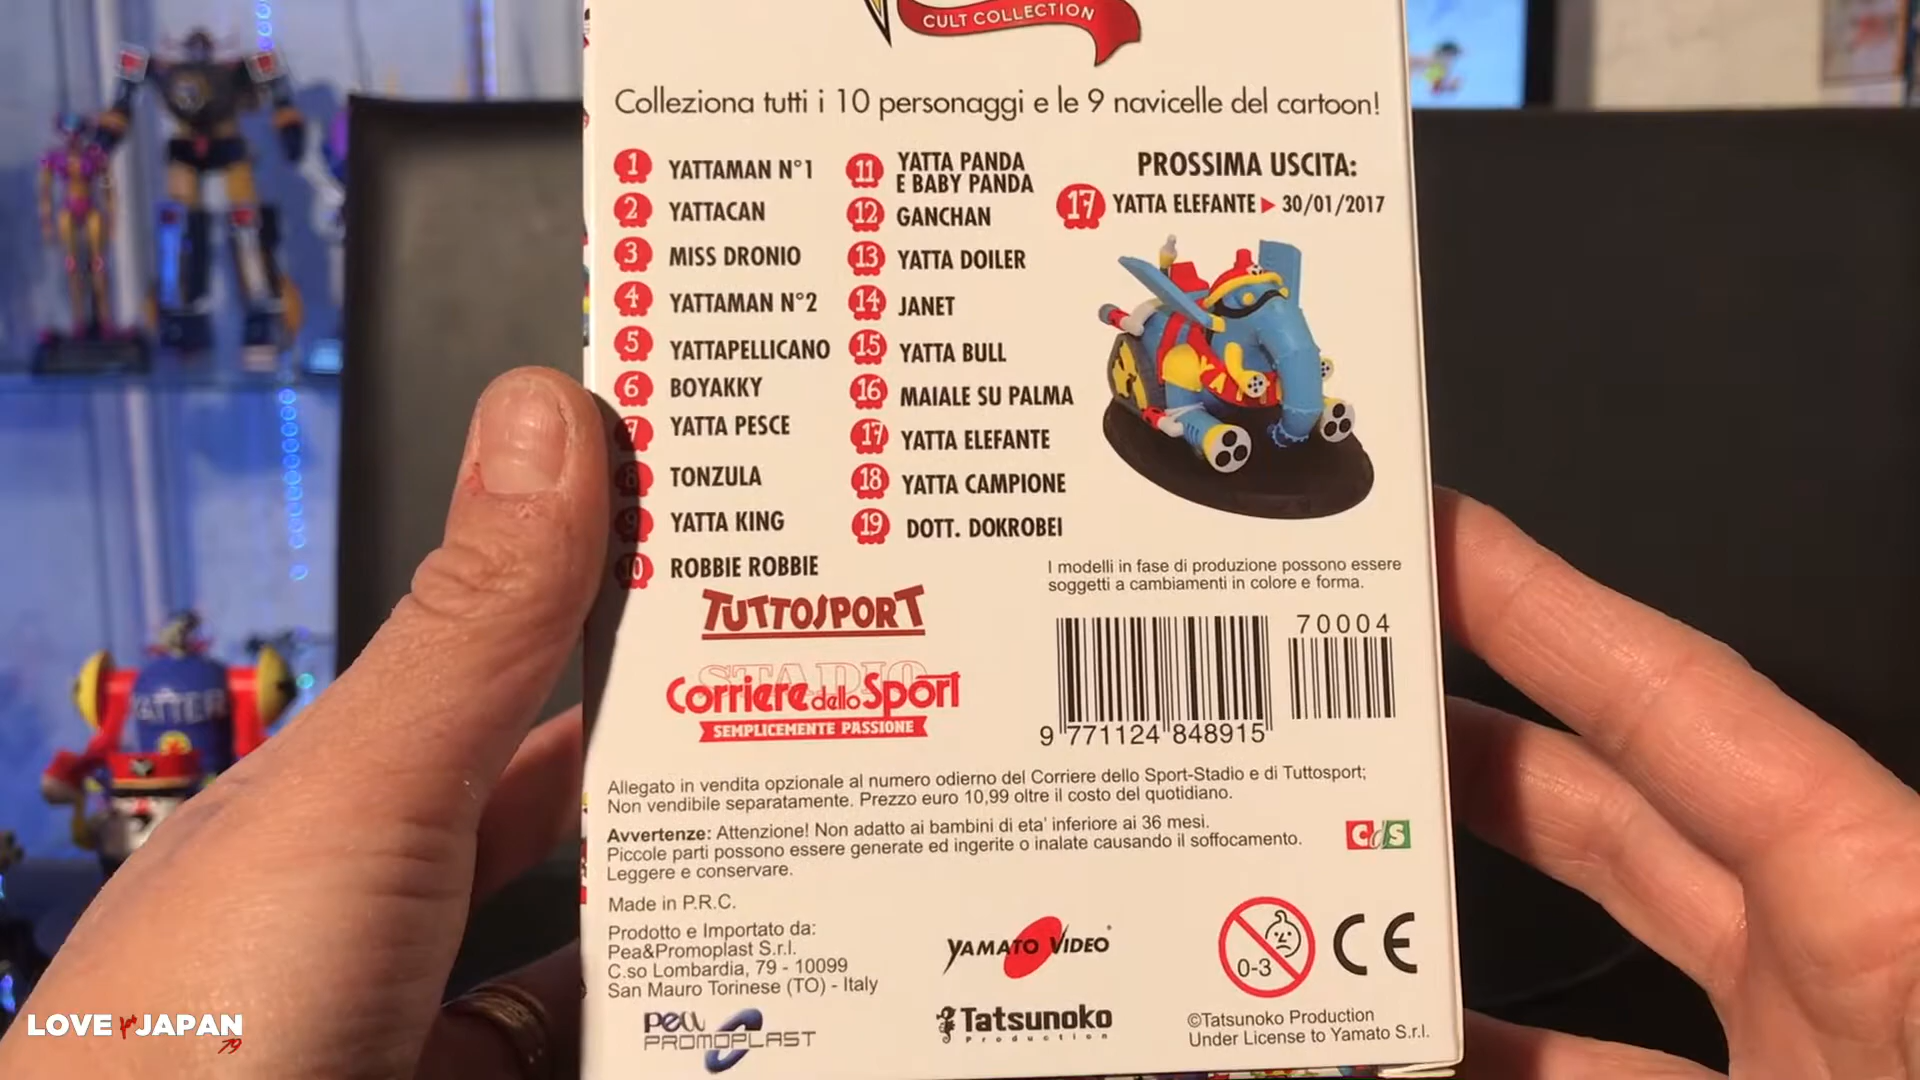 CULT COLLECTION
Colleziona tutti i 10 personaggi e le 9 navicelle del cartoon!
1 YATTAMAN N°1
2 YATTACAN
3 MISS DRONIO
4 YATTAMAN N°2
5 YATTAPELLICANO
6 BOYAKKY
7 YATTA PESCE
8 TONZULA
9 YATTA KING
10 ROBBIE ROBBIE
11 YATTA PANDA
E BABY PANDA
12 GANCHAN
13 YATTA DOILER
14 JANET
15 YATTA BULL
16 MAIALE SU PALMA
17 YATTA ELEFANTE
18 YATTA CAMPIONE
19 DOTT. DOKROBEI
PROSSIMA USCITA:
17 YATTA ELEFANTE ▶ 30/01/2017
I modelli in fase di produzione possono essere
soggetti a cambiamenti in colore e forma.
TUTTOSPORT
STADIO
Corriere dello Sport
SEMPLICEMENTE PASSIONE
70004
9 771124 848915
Allegato in vendita opzionale al numero odierno del Corriere dello Sport-Stadio e di Tuttosport;
Non vendibile separatamente. Prezzo euro 10,99 oltre il costo del quotidiano.
Avvertenze: Attenzione! Non adatto ai bambini di eta' inferiore ai 36 mesi.
Piccole parti possono essere generate ed ingerite o inalate causando il soffocamento.
Leggere e conservare.
CdS
Made in P.R.C.
Prodotto e Importato da:
Pea&Promoplast S.r.l.
C.so Lombardia, 79 - 10099
San Mauro Torinese (TO) - Italy
YAMATO VIDEO
0-3
CE
Pea
PROMOPLAST
Tatsunoko
Production
©Tatsunoko Production
Under License to Yamato S.r.l.
YATTER
LOVE JAPAN
79